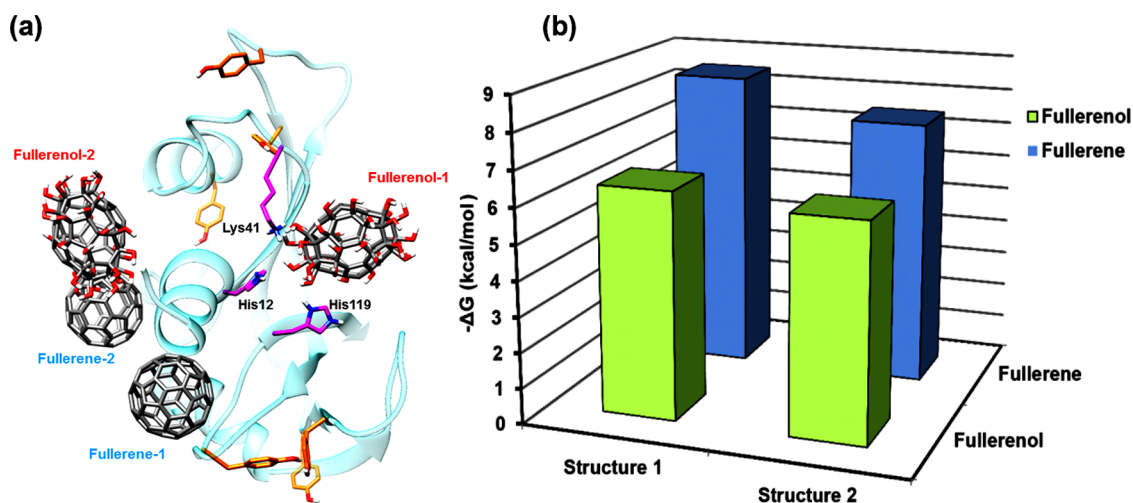 (a)
Fullerenol-2
Fullerenol-1
Lys41
His12
His119
Fullerene-2
Fullerene-1
(b)
-ΔG (kcal/mol)
9
8
7
6
5
4
3
2
1
0
Structure 1
Structure 2
Fullerene
Fullerenol
Fullerenol
Fullerene